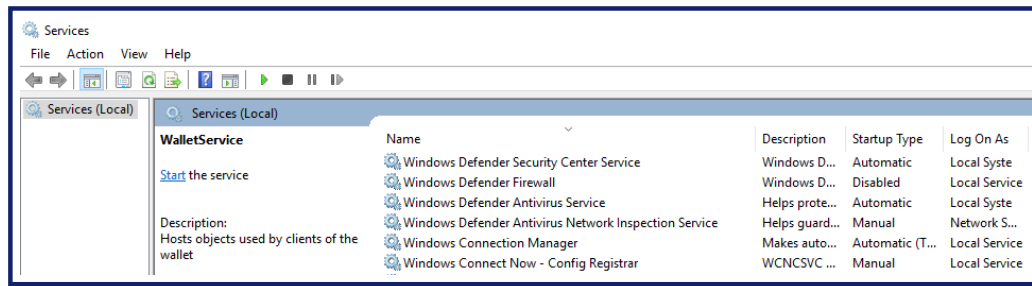 Services
File Action View Help
Services (Local)
Services (Local)
WalletService
Start the service
Description:
Hosts objects used by clients of the
wallet
Name Description Startup Type Log On As
Windows Defender Security Center Service Windows D... Automatic Local Syste
Windows Defender Firewall Windows D... Disabled Local Service
Windows Defender Antivirus Service Helps prote... Automatic Local Syste
Windows Defender Antivirus Network Inspection Service Helps guard... Manual Network S...
Windows Connection Manager Makes auto... Automatic (T... Local Service
Windows Connect Now - Config Registrar WCNCSVC ... Manual Local Service